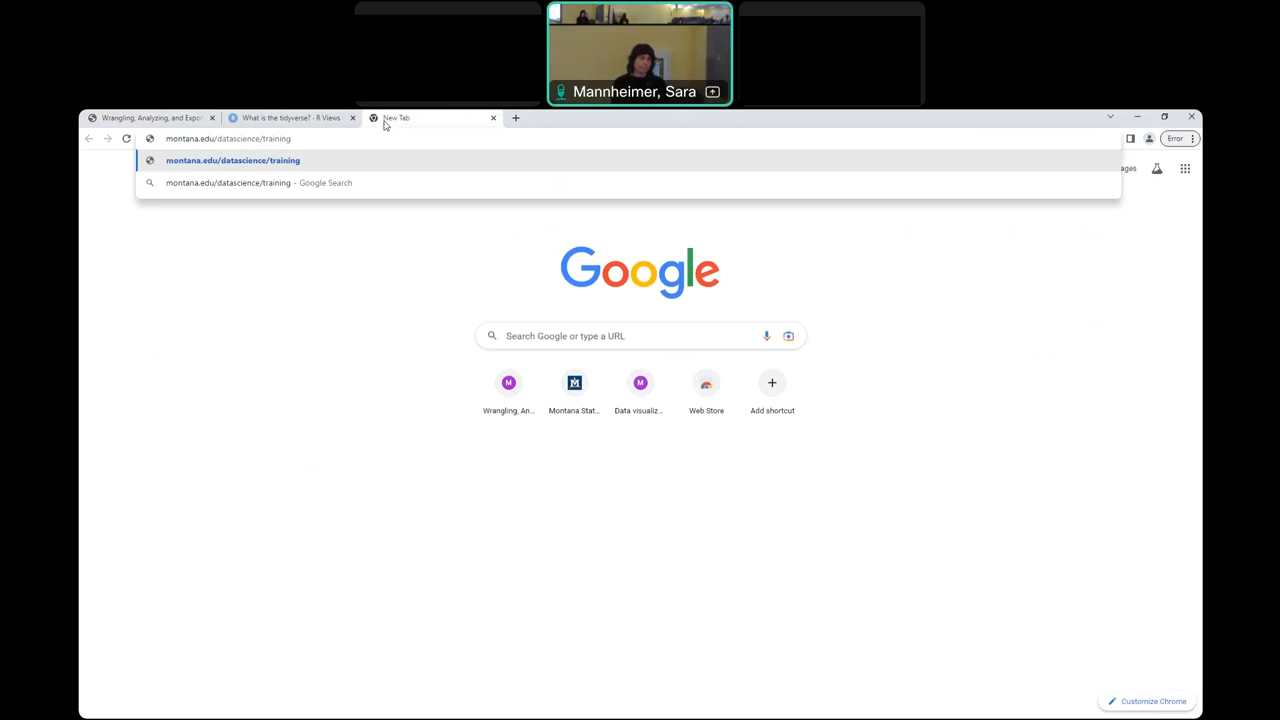 Mannheimer, Sara
Wrangling, Analyzing, and Expor
What is the tidyverse? · R Views
New Tab
montana.edu/datascience/training
Error
montana.edu/datascience/training
ages
montana.edu/datascience/training - Google Search
Google
Search Google or type a URL
M
M
M
Wrangling, An...
Montana Stat...
Data visualiz...
Web Store
Add shortcut
Customize Chrome